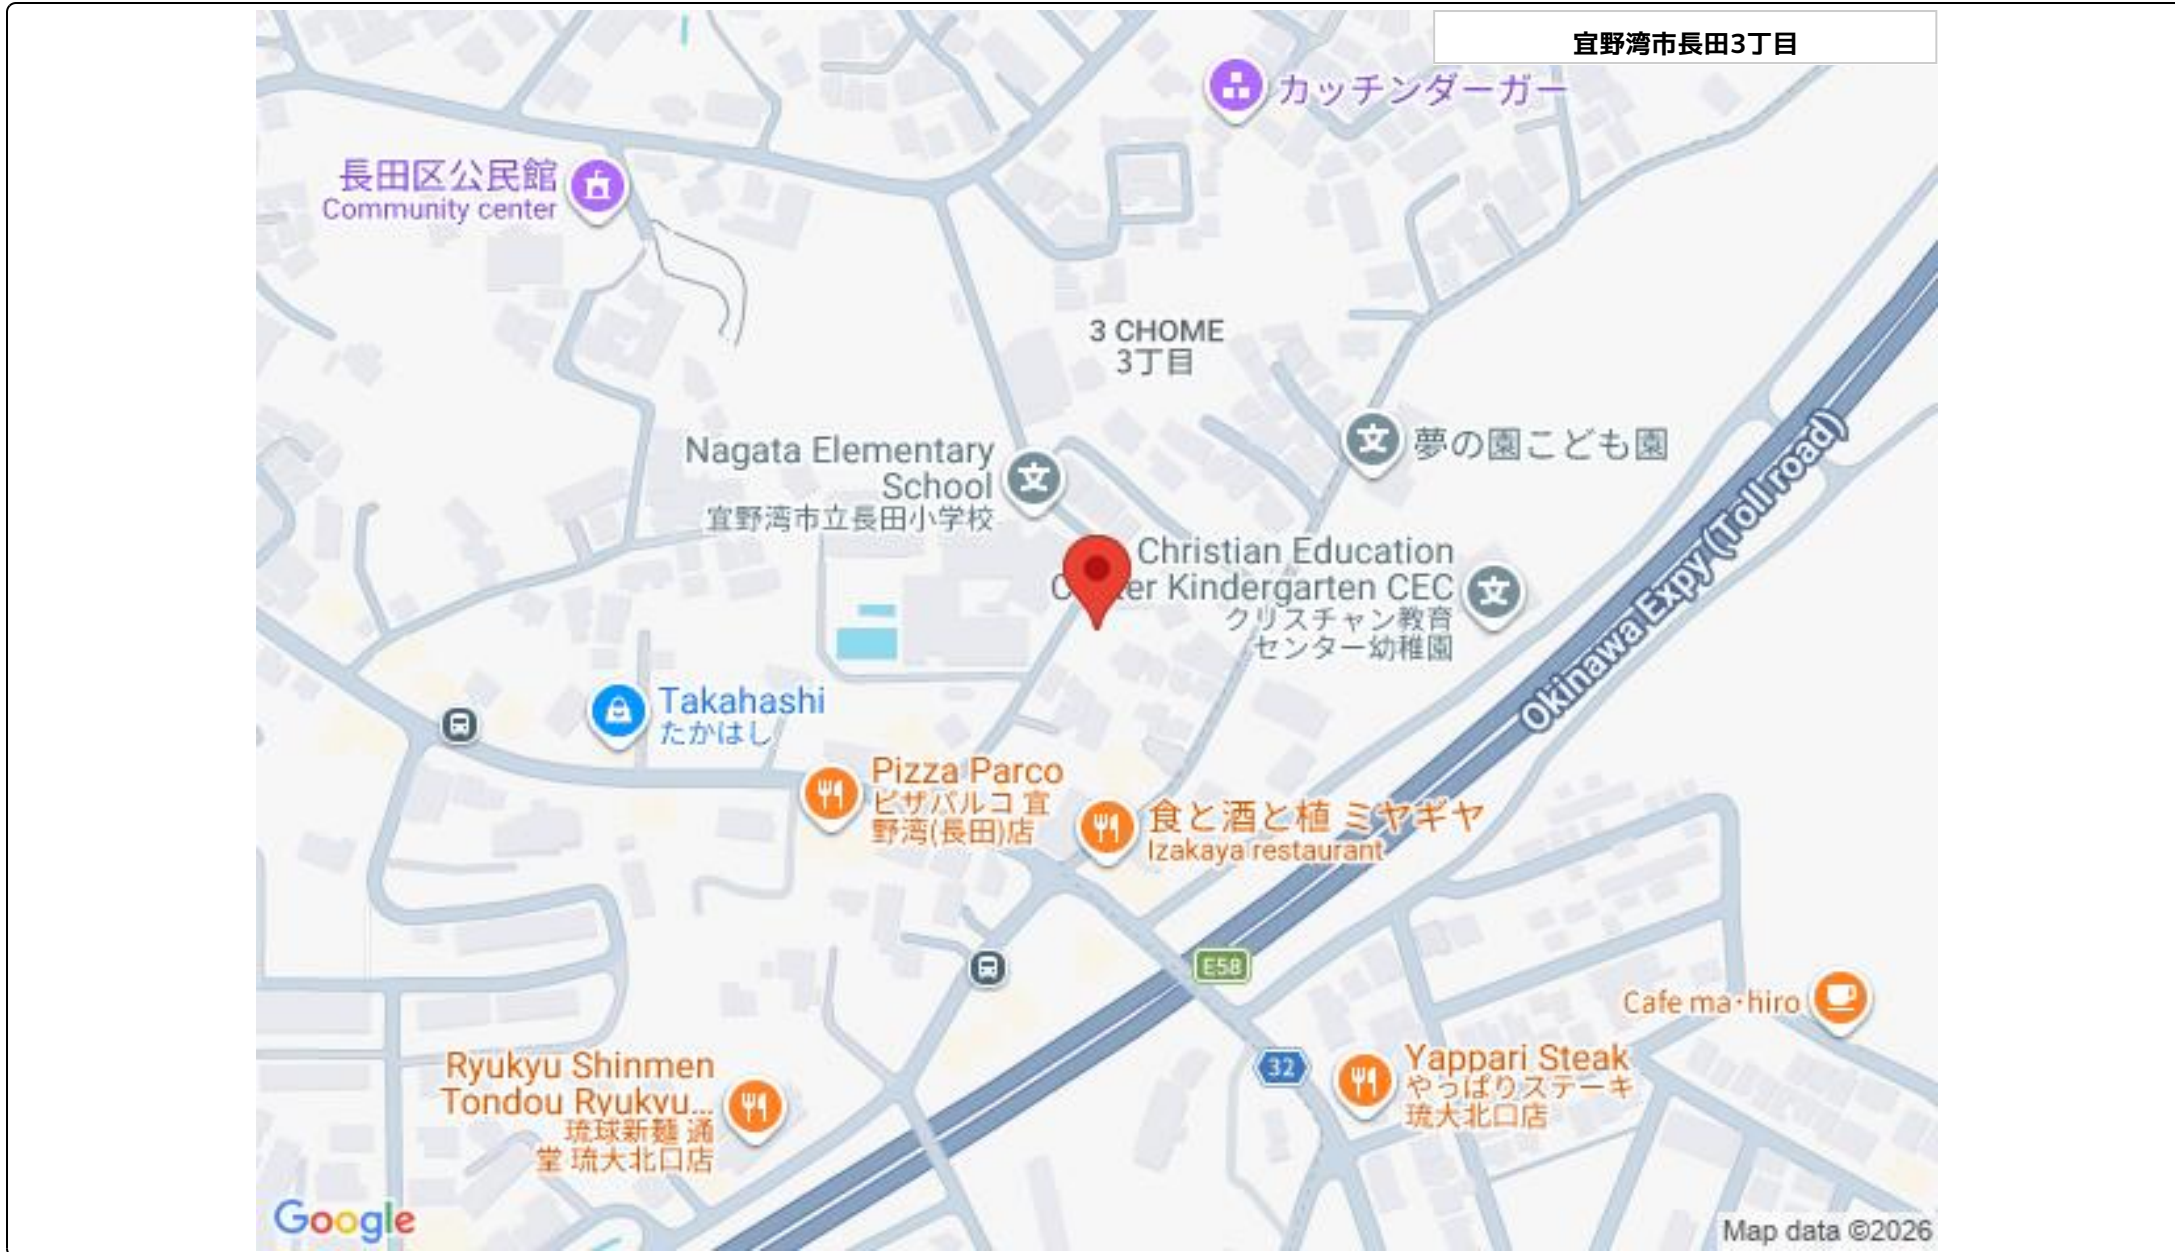 宜野湾市長田3丁目
カッチンダーガー
長田区公民館
Community center
3 CHOME
3丁目
Nagata Elementary
School
宜野湾市立長田小学校
夢の園こども園
Christian Education
er Kindergarten CEC
クリスチャン教育
センター幼稚園
Okinawa Expy (Toll road)
Takahashi
たかはし
Pizza Parco
ピザパルコ 宜
野湾(長田)店
食と酒と植 ミヤギヤ
Izakaya restaurant
E58
Cafe ma・hiro
32
Yappari Steak
やっぱりステーキ
琉大北口店
Ryukyu Shinmen
Tondou Ryukyu...
琉球新麺 通
堂 琉大北口店
Google
Map data ©2026